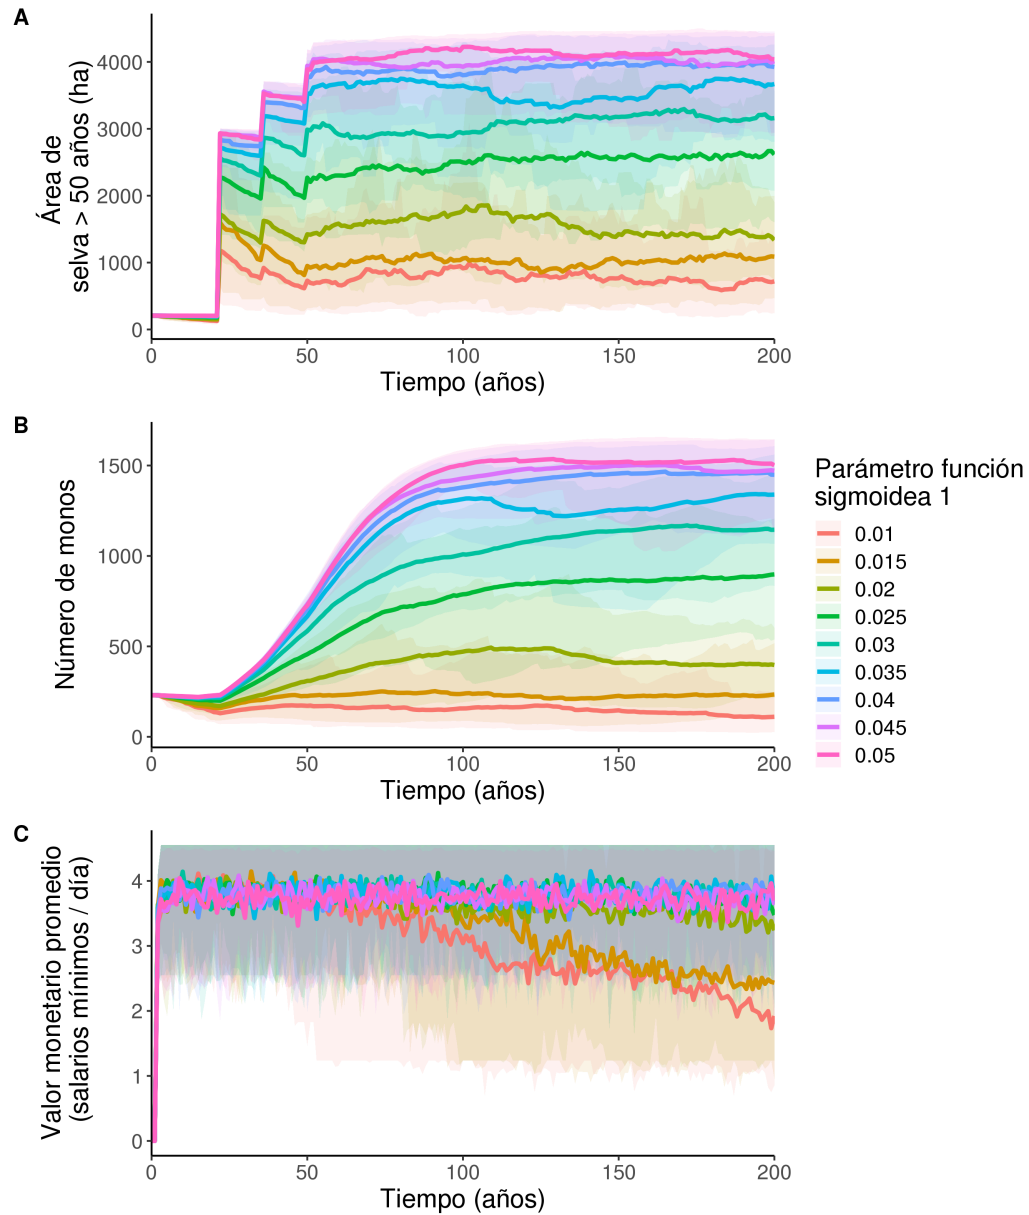 A
Área de
selva > 50 años (ha)
4000
3000
2000
1000
0
0 50 100 150 200
Tiempo (años)
B
Número de monos
1500
1000
500
0
0 50 100 150 200
Tiempo (años)
Parámetro función
sigmoidea 1
0.01
0.015
0.02
0.025
0.03
0.035
0.04
0.045
0.05
C
Valor monetario promedio
(salarios mínimos / día)
4
3
2
1
0
0 50 100 150 200
Tiempo (años)